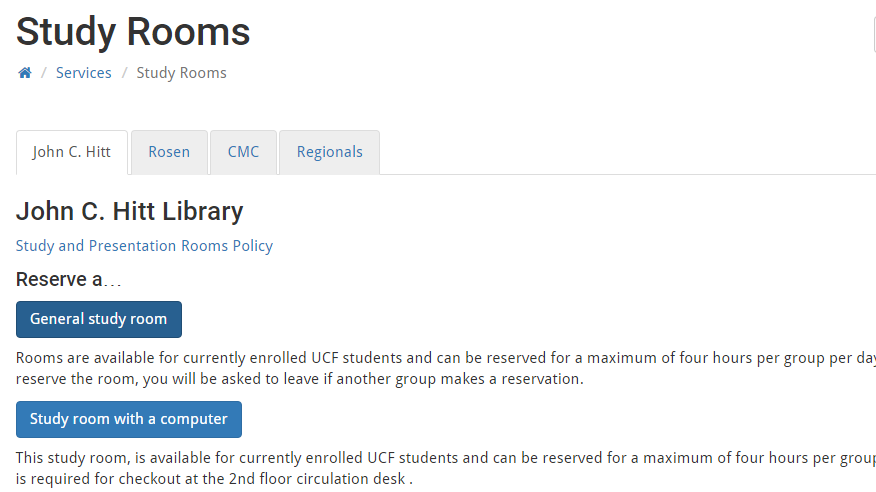 Study Rooms
/ Services / Study Rooms
John C. Hitt Rosen CMC Regionals
John C. Hitt Library
Study and Presentation Rooms Policy
Reserve a…
General study room
Rooms are available for currently enrolled UCF students and can be reserved for a maximum of four hours per group per day
reserve the room, you will be asked to leave if another group makes a reservation.
Study room with a computer
This study room, is available for currently enrolled UCF students and can be reserved for a maximum of four hours per group
is required for checkout at the 2nd floor circulation desk .